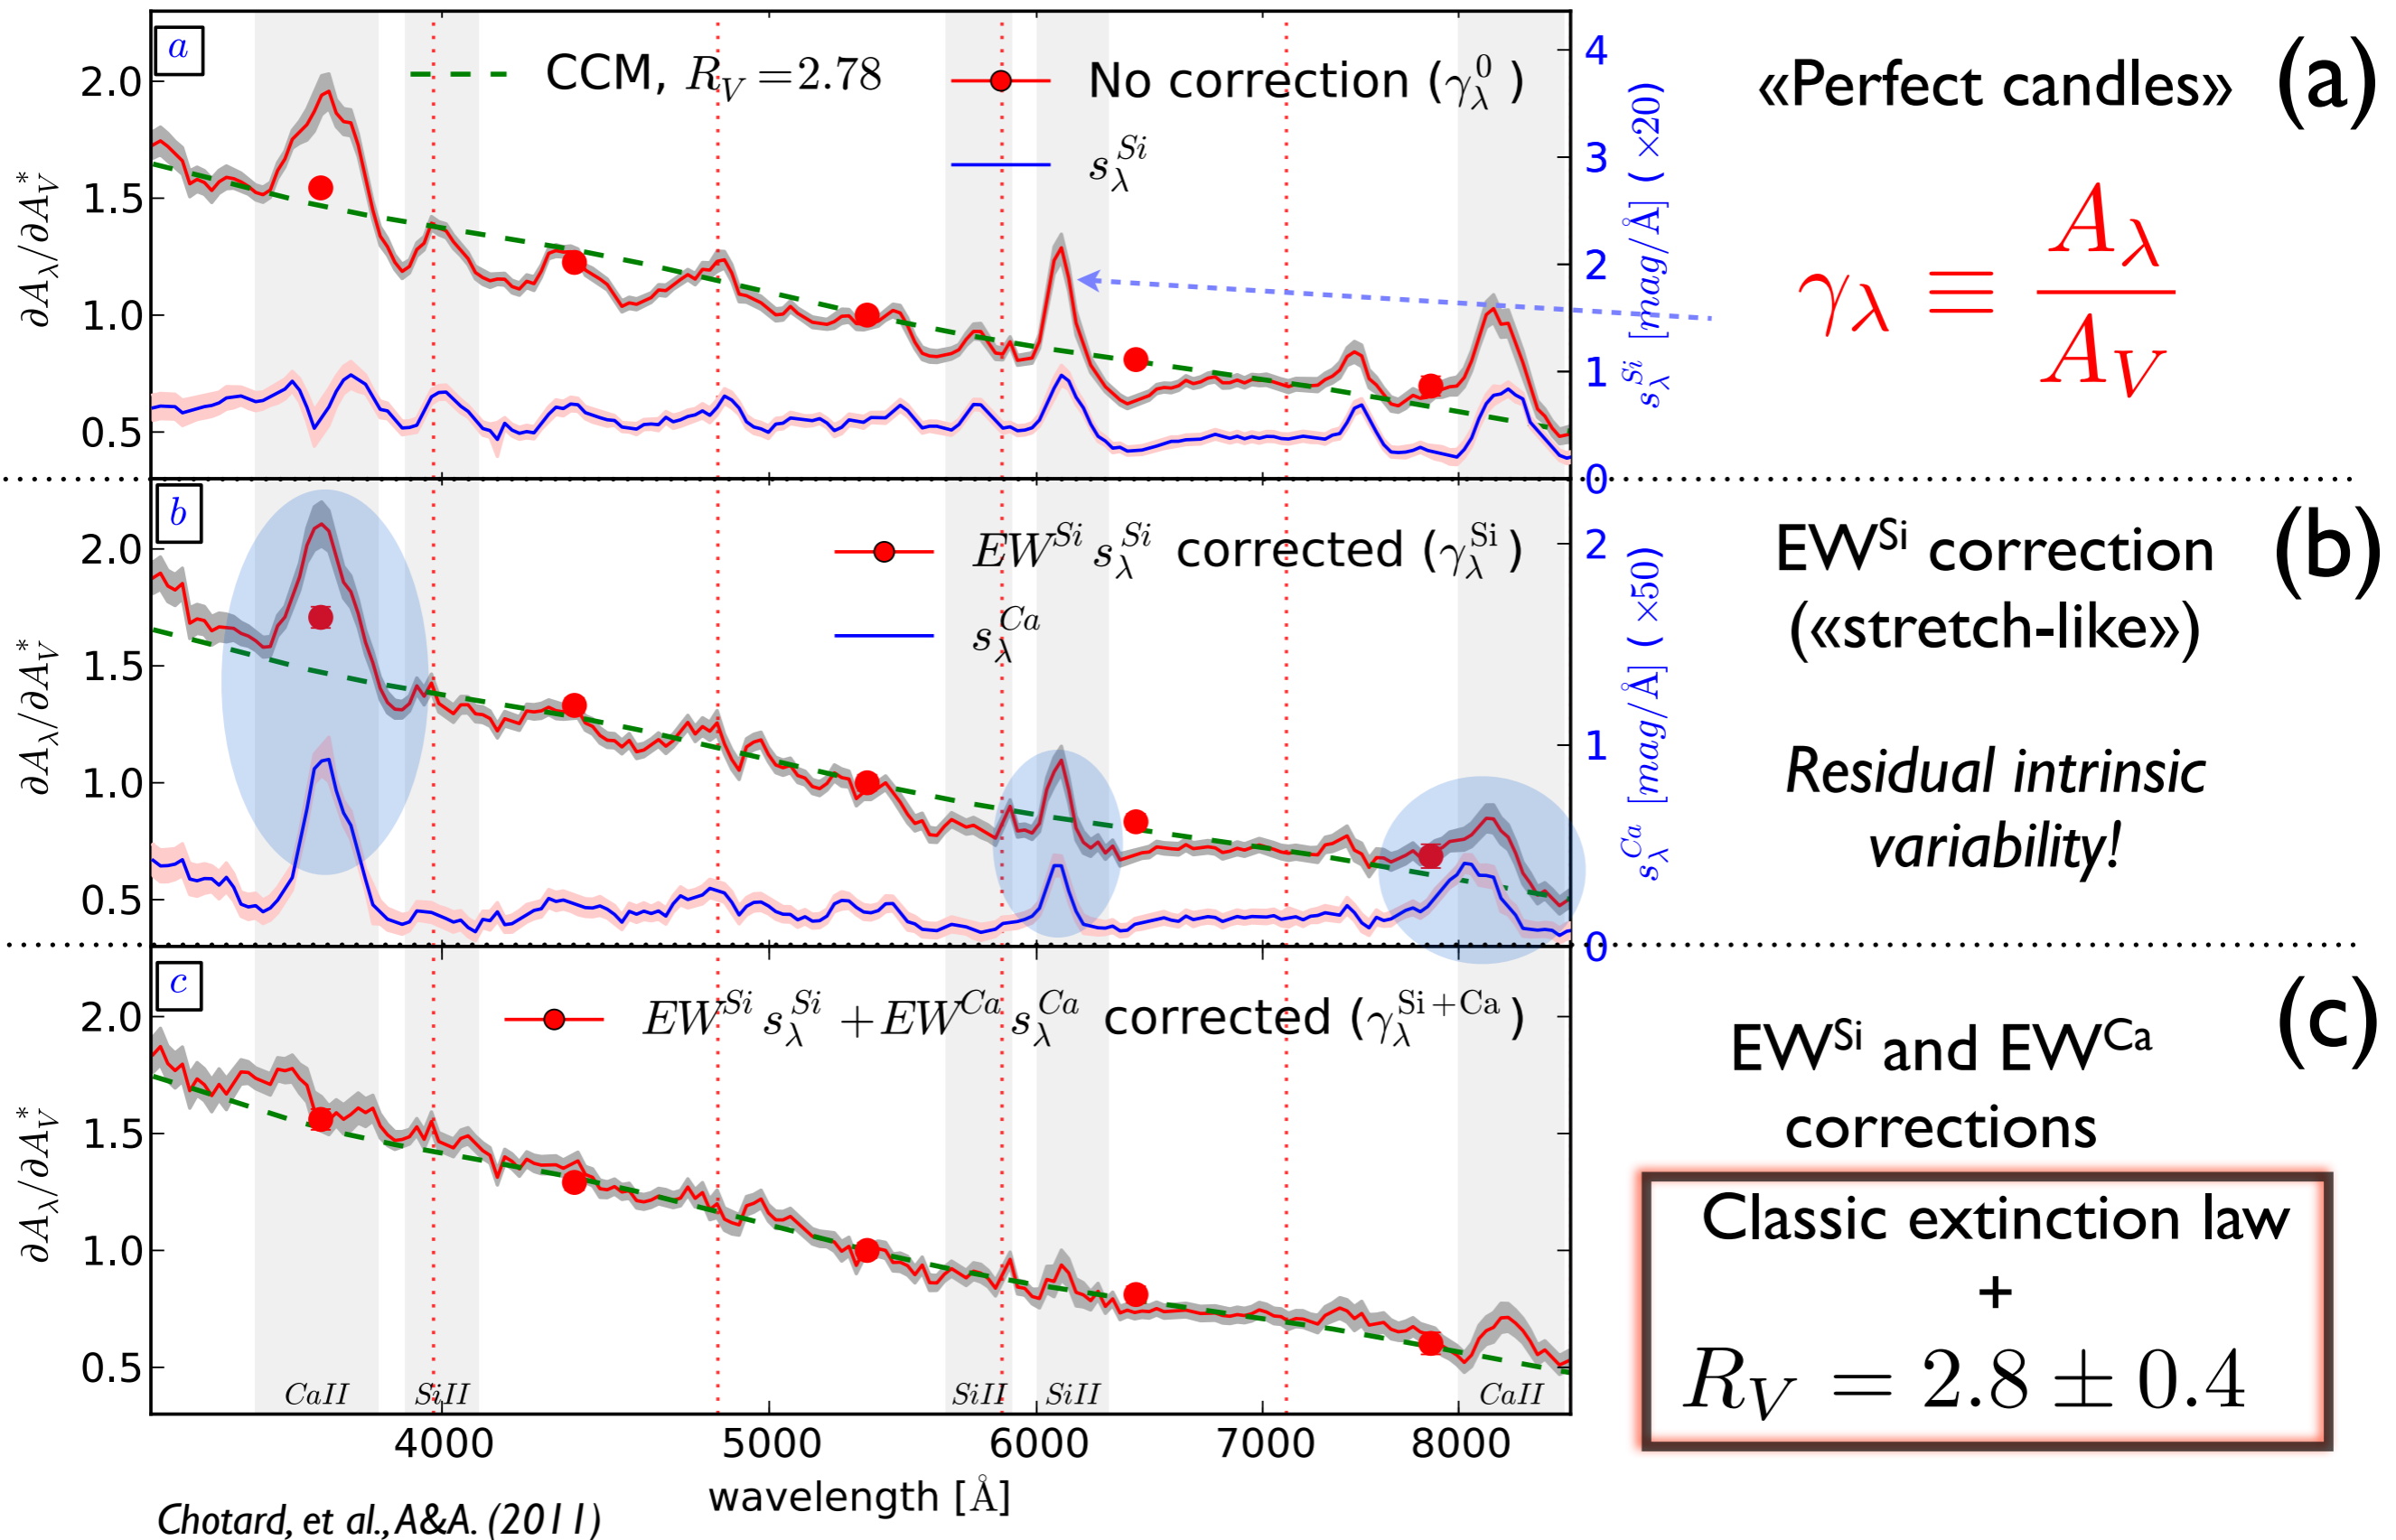 a
CCM, R_V = 2.78
No correction (γ_λ^0)
s_λ^{Si}
2.0
1.5
1.0
0.5
∂A_λ/∂A_V^*
4
3
2
1
0
s_λ^{Si} [mag/Å] (×20)
«Perfect candles»
(a)
γ_λ ≡ A_λ / A_V
b
EW^{Si} s_λ^{Si} corrected (γ_λ^{Si})
s_λ^{Ca}
2.0
1.5
1.0
0.5
∂A_λ/∂A_V^*
2
1
0
s_λ^{Ca} [mag/Å] (×50)
EW^{Si} correction
(b)
(«stretch-like»)
Residual intrinsic
variability!
c
EW^{Si} s_λ^{Si} + EW^{Ca} s_λ^{Ca} corrected (γ_λ^{Si+Ca})
2.0
1.5
1.0
0.5
∂A_λ/∂A_V^*
CaII
SiII
SiII
SiII
CaII
4000
5000
6000
7000
8000
wavelength [Å]
(c)
EW^{Si} and EW^{Ca}
corrections
Classic extinction law
+
R_V = 2.8 ± 0.4
Chotard, et al., A&A. (2011)